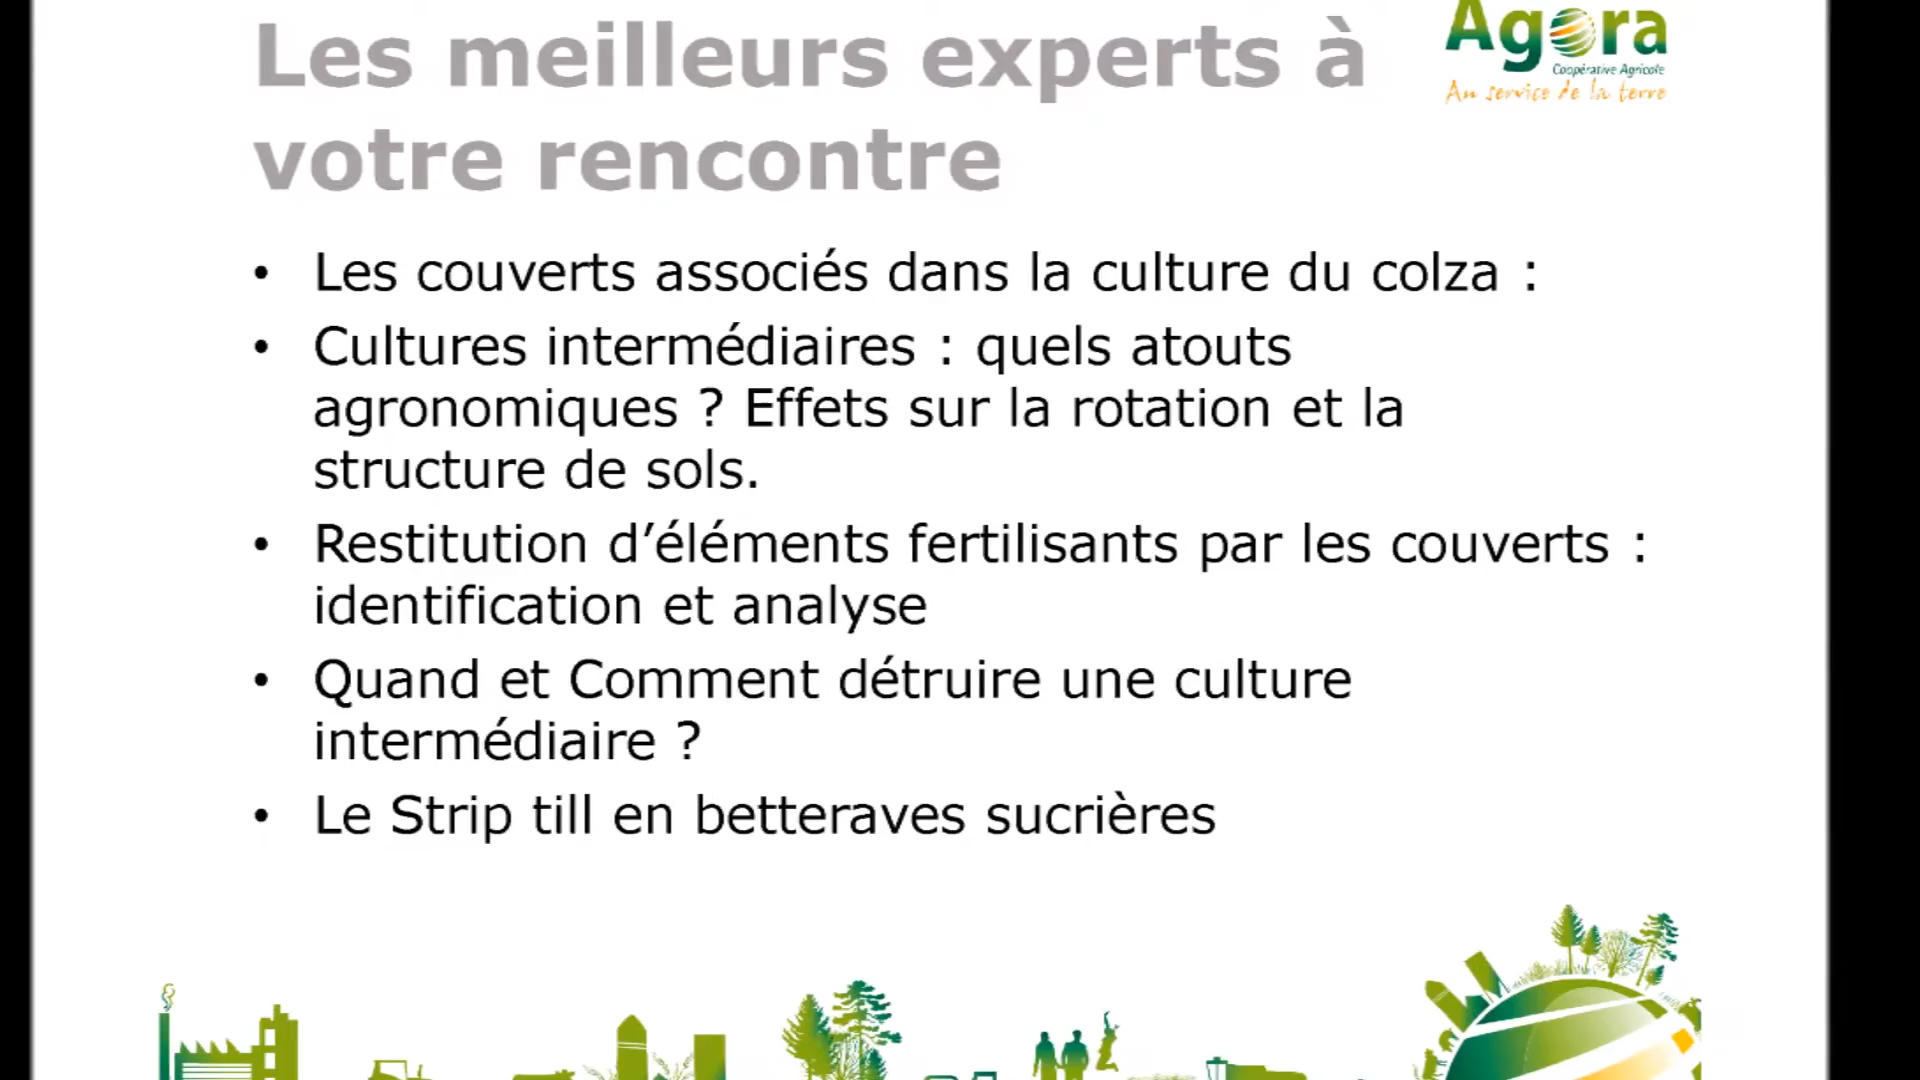 Les meilleurs experts à
votre rencontre
Agora
Coopérative Agricole
Au service de la terre
• Les couverts associés dans la culture du colza :
• Cultures intermédiaires : quels atouts
agronomiques ? Effets sur la rotation et la
structure de sols.
• Restitution d’éléments fertilisants par les couverts :
identification et analyse
• Quand et Comment détruire une culture
intermédiaire ?
• Le Strip till en betteraves sucrières